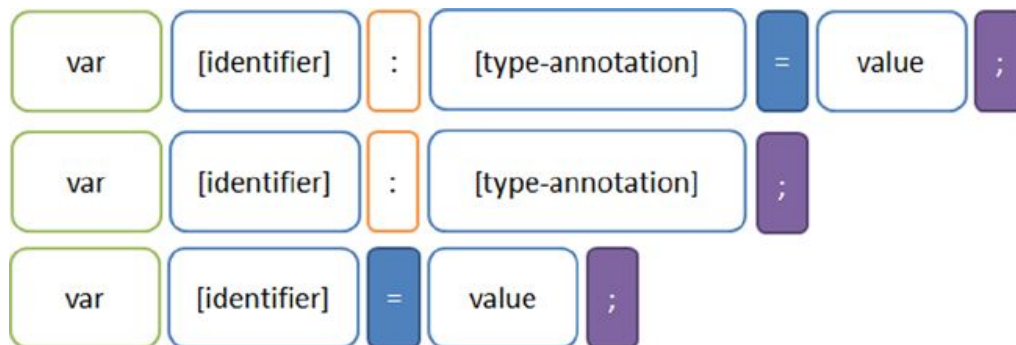 var [identifier] : [type-annotation] = value ;
var [identifier] : [type-annotation] ;
var [identifier] = value ;